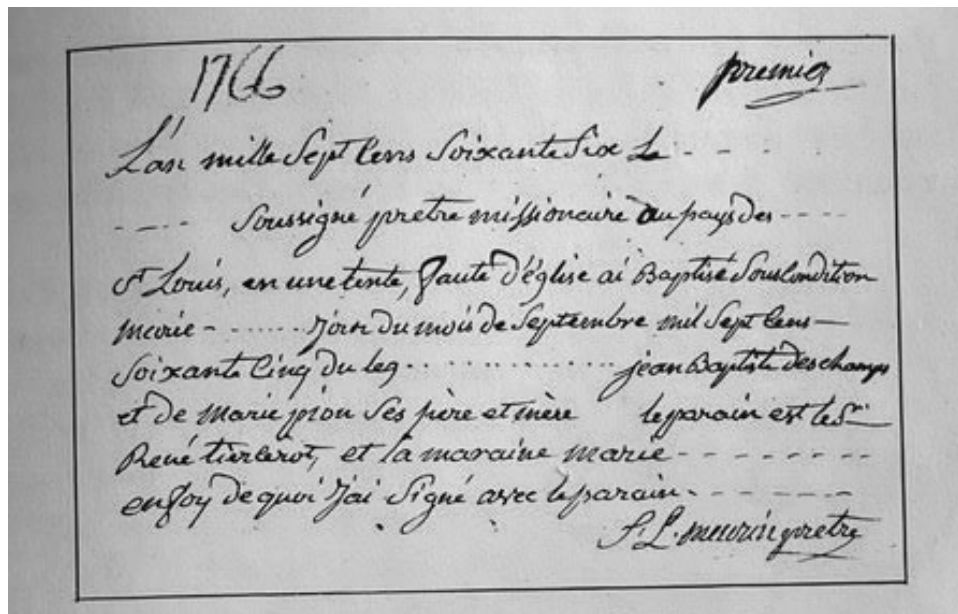 1766 premier
L'an mille Sept Cens Soixante Six Le - - - -
- - - - Soussigné pretre missionaire au pays des - - - -
St Louis, en une tente, faute d'église ai Baptisé Sous Condition
marie - - - - - - - jour du mois de Septembre mil Sept Cens -
Soixante Cinq du leg - - - - - - - - - - - - jean Baptiste deschamps
et de Marie pion Ses père et mère le parain est le Sr
René tiercerot, et la maraine marie - - - - - - - -
en foy de quoi j'ai Signé avec le parain - - - - - -
S. L. meurin pretre